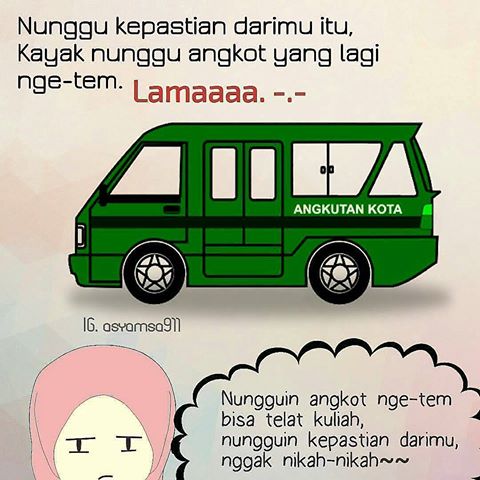 Nunggu kepastian darimu itu,
Kayak nunggu angkot yang lagi
nge-tem. Lamaaaa. -.-
ANGKUTAN KOTA
IG. asyamsa911
Nungguin angkot nge-tem
bisa telat kuliah,
nungguin kepastian darimu,
nggak nikah-nikah~~